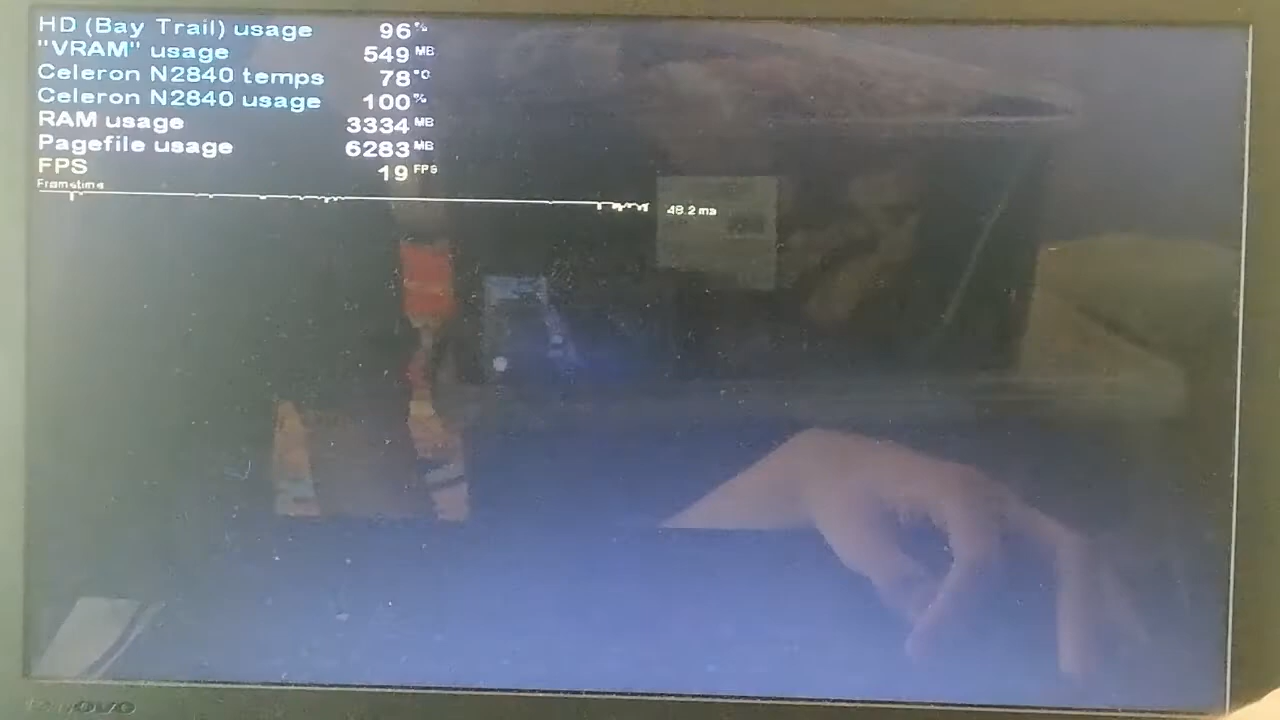 HD (Bay Trail) usage 96 %
"VRAM" usage 549 MB
Celeron N2840 temps 78 °C
Celeron N2840 usage 100 %
RAM usage 3334 MB
Pagefile usage 6283 MB
FPS 19 FPS
Frametime
48.2 ms